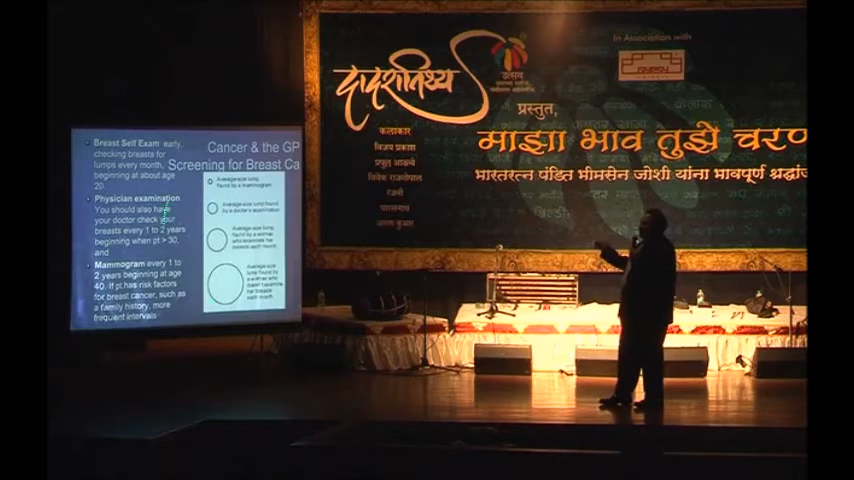 Cancer & the GP
Screening for Breast Ca
Breast Self Exam early,
checking breasts for
lumps every month,
beginning at about age
20
Physician examination
You should also have
your doctor check your
breasts every 1 to 2 years
beginning when pt > 30,
and
Mammogram every 1 to
2 years beginning at age
40. If pt has risk factors
for breast cancer, such as
a family history, more
frequent intervals
Average-size lump
found by a mammogram
Average-size lump found
by a doctor's examination
Average-size lump
found by a woman
who examines her
breasts each month
Average-size
lump found by
a woman who
doesn't examine
her breasts
each month
In Association with
उत्सव
प्रस्तुत,
माझा भाव तुझे चरण
भारतरत्न पंडित भीमसेन जोशी यांना भावपूर्ण श्रद्धां
कलाकार
विजय प्रकाश